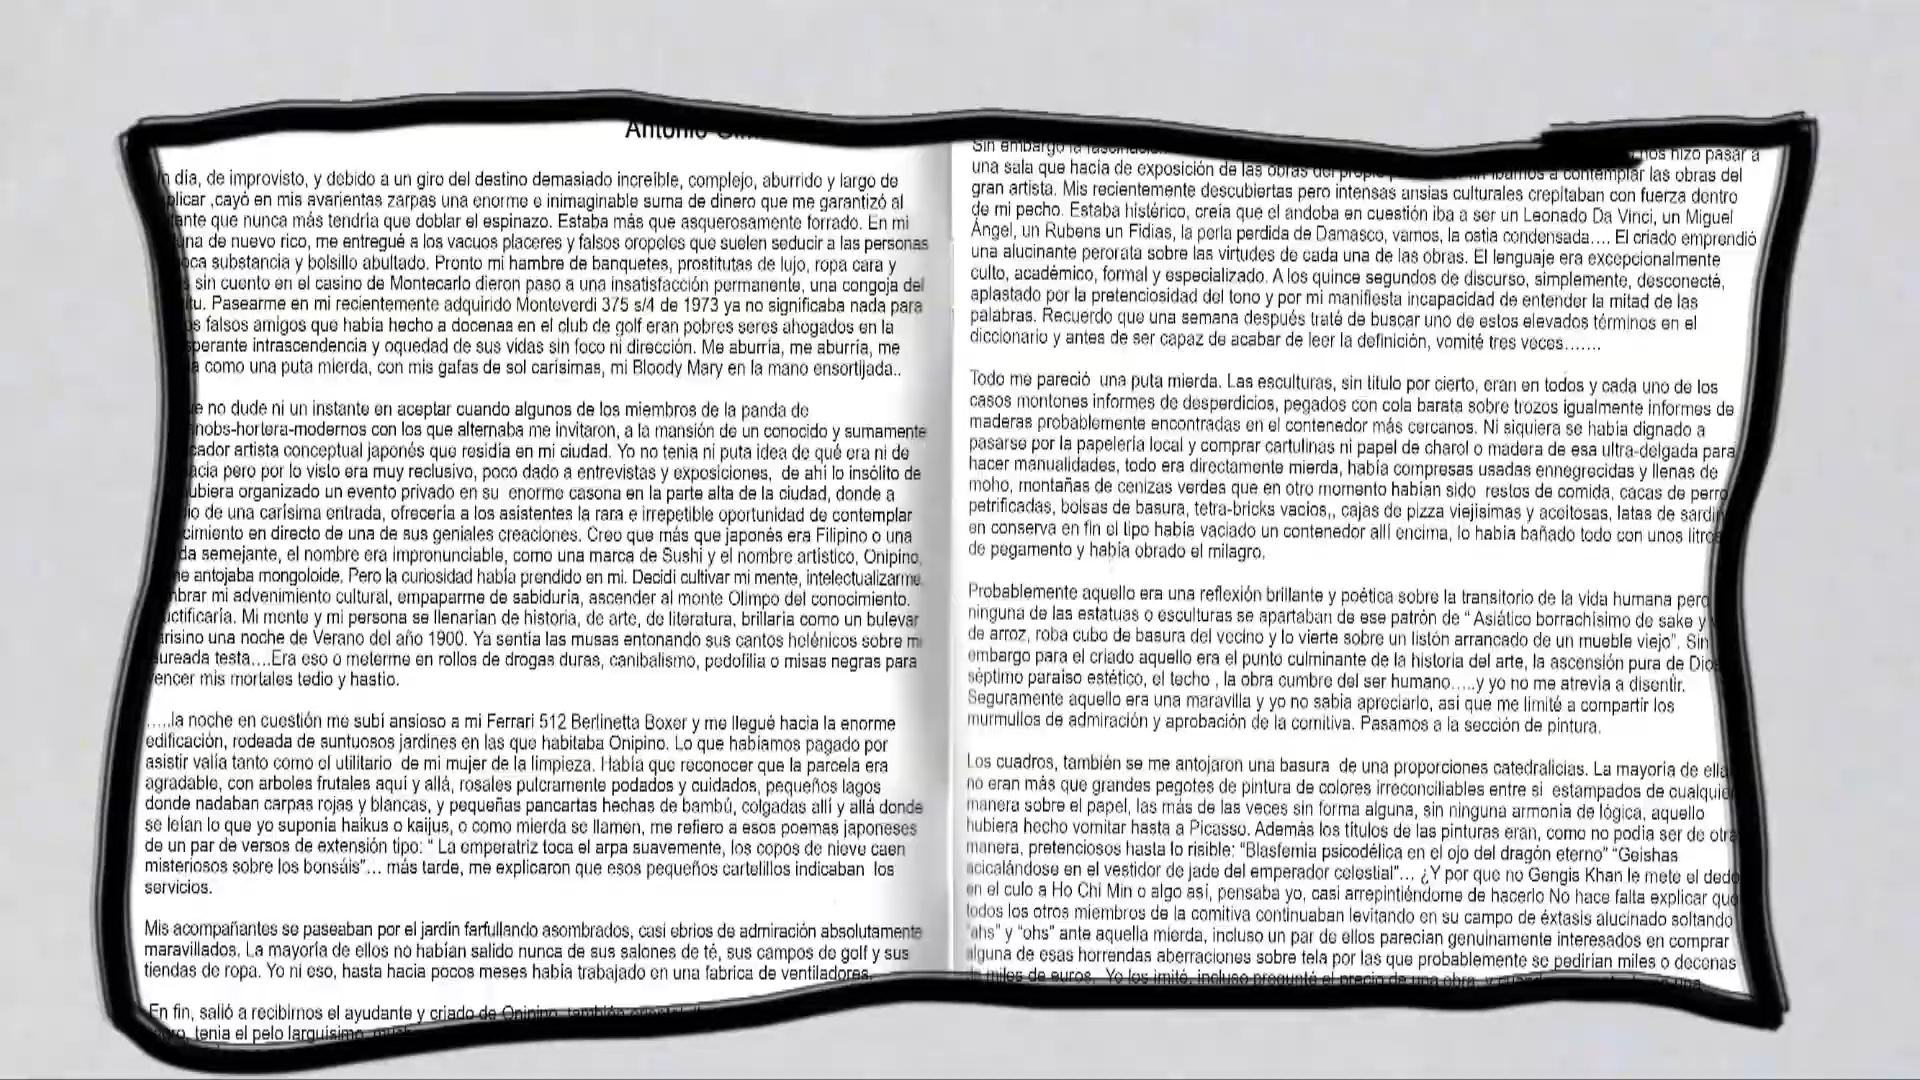 Antonio
día, de improvisto, y debido a un giro del destino demasiado increíble, complejo, aburrido y largo de
plicar ,cayó en mis avarientas zarpas una enorme e inimaginable suma de dinero que me garantizó al
tante que nunca más tendría que doblar el espinazo. Estaba más que asquerosamente forrado. En mi
una de nuevo rico, me entregué a los vacuos placeres y falsos oropeles que suelen seducir a las personas
oca substancia y bolsillo abultado. Pronto mi hambre de banquetes, prostitutas de lujo, ropa cara y
sin cuento en el casino de Montecarlo dieron paso a una insatisfacción permanente, una congoja del
tu. Pasearme en mi recientemente adquirido Monteverdi 375 s/4 de 1973 ya no significaba nada para
s falsos amigos que había hecho a docenas en el club de golf eran pobres seres ahogados en la
perante intrascendencia y oquedad de sus vidas sin foco ni dirección. Me aburría, me aburría, me
a como una puta mierda, con mis gafas de sol carísimas, mi Bloody Mary en la mano ensortijada..
e no dude ni un instante en aceptar cuando algunos de los miembros de la panda de
nobs-hortera-modernos con los que alternaba me invitaron, a la mansión de un conocido y sumamente
cador artista conceptual japonés que residía en mi ciudad. Yo no tenía ni puta idea de qué era ni de
acia pero por lo visto era muy reclusivo, poco dado a entrevistas y exposiciones, de ahí lo insólito de
ubiera organizado un evento privado en su enorme casona en la parte alta de la ciudad, donde a
io de una carísima entrada, ofrecería a los asistentes la rara e irrepetible oportunidad de contemplar
cimiento en directo de una de sus geniales creaciones. Creo que más que japonés era Filipino o una
da semejante, el nombre era impronunciable, como una marca de Sushi y el nombre artístico, Onipino,
e antojaba mongoloide. Pero la curiosidad había prendido en mi. Decidí cultivar mi mente, intelectualizarme
brar mi advenimiento cultural, empaparme de sabiduría, ascender al monte Olimpo del conocimiento.
uctificaría. Mi mente y mi persona se llenarían de historia, de arte, de literatura, brillaría como un bulevar
risino una noche de Verano del año 1900. Ya sentía las musas entonando sus cantos helénicos sobre mi
aureada testa....Era eso o meterme en rollos de drogas duras, canibalismo, pedofilia o misas negras para
encer mis mortales tedio y hastio.
.....la noche en cuestión me subí ansioso a mi Ferrari 512 Berlinetta Boxer y me llegué hacia la enorme
edificación, rodeada de suntuosos jardines en las que habitaba Onipino. Lo que habíamos pagado por
asistir valía tanto como el utilitario de mi mujer de la limpieza. Había que reconocer que la parcela era
agradable, con arboles frutales aquí y allá, rosales pulcramente podados y cuidados, pequeños lagos
donde nadaban carpas rojas y blancas, y pequeñas pancartas hechas de bambú, colgadas allí y allá donde
se leían lo que yo suponía haikus o kaijus, o como mierda se llamen, me refiero a esos poemas japoneses
de un par de versos de extensión tipo: “ La emperatriz toca el arpa suavemente, los copos de nieve caen
misteriosos sobre los bonsáis”... más tarde, me explicaron que esos pequeños cartelillos indicaban los
servicios.
Mis acompañantes se paseaban por el jardín farfullando asombrados, casi ebrios de admiración absolutamente
maravillados. La mayoría de ellos no habían salido nunca de sus salones de té, sus campos de golf y sus
tiendas de ropa. Yo ni eso, hasta hacia pocos meses había trabajado en una fabrica de ventiladores.
En fin, salió a recibirnos el ayudante y criado de Onipino, también
tenia el pelo larguísimo,
Sin embargo la nos hizo pasar a
una sala que hacía de exposición de las obras del a contemplar las obras del
gran artista. Mis recientemente descubiertas pero intensas ansias culturales crepitaban con fuerza dentro
de mi pecho. Estaba histérico, creía que el andoba en cuestión iba a ser un Leonado Da Vinci, un Miguel
Ángel, un Rubens un Fidias, la perla perdida de Damasco, vamos, la ostia condensada.... El criado emprendió
una alucinante perorata sobre las virtudes de cada una de las obras. El lenguaje era excepcionalmente
culto, académico, formal y especializado. A los quince segundos de discurso, simplemente, desconecté,
aplastado por la pretenciosidad del tono y por mi manifiesta incapacidad de entender la mitad de las
palabras. Recuerdo que una semana después traté de buscar uno de estos elevados términos en el
diccionario y antes de ser capaz de acabar de leer la definición, vomité tres veces.......
Todo me pareció una puta mierda. Las esculturas, sin titulo por cierto, eran en todos y cada uno de los
casos montones informes de desperdicios, pegados con cola barata sobre trozos igualmente informes de
maderas probablemente encontradas en el contenedor más cercanos. Ni siquiera se había dignado a
pasarse por la papelería local y comprar cartulinas ni papel de charol o madera de esa ultra-delgada para
hacer manualidades, todo era directamente mierda, había compresas usadas ennegrecidas y llenas de
moho, montañas de cenizas verdes que en otro momento habían sido restos de comida, cacas de perro
petrificadas, bolsas de basura, tetra-bricks vacios,, cajas de pizza viejísimas y aceitosas, latas de sardin
en conserva en fin el tipo había vaciado un contenedor allí encima, lo había bañado todo con unos litros
de pegamento y había obrado el milagro.
Probablemente aquello era una reflexión brillante y poética sobre la transitorio de la vida humana pero
ninguna de las estatuas o esculturas se apartaban de ese patrón de “ Asiático borrachísimo de sake y
de arroz, roba cubo de basura del vecino y lo vierte sobre un listón arrancado de un mueble viejo”. Sin
embargo para el criado aquello era el punto culminante de la historia del arte, la ascensión pura de Dios
séptimo paraíso estético, el techo , la obra cumbre del ser humano.....y yo no me atrevía a disentir.
Seguramente aquello era una maravilla y yo no sabia apreciarlo, así que me limité a compartir los
murmullos de admiración y aprobación de la comitiva. Pasamos a la sección de pintura.
Los cuadros, también se me antojaron una basura de una proporciones catedralicias. La mayoría de ella
no eran más que grandes pegotes de pintura de colores irreconciliables entre si estampados de cualquier
manera sobre el papel, las más de las veces sin forma alguna, sin ninguna armonía de lógica, aquello
hubiera hecho vomitar hasta a Picasso. Además los títulos de las pinturas eran, como no podía ser de otra
manera, pretenciosos hasta lo risible: “Blasfemia psicodélica en el ojo del dragón eterno” “Geishas
acicalándose en el vestidor de jade del emperador celestial”... ¿Y por que no Gengis Khan le mete el dedo
en el culo a Ho Chi Min o algo así, pensaba yo, casi arrepintiéndome de hacerlo No hace falta explicar que
todos los otros miembros de la comitiva continuaban levitando en su campo de éxtasis alucinado soltando
“ahs” y “ohs” ante aquella mierda, incluso un par de ellos parecían genuinamente interesados en comprar
alguna de esas horrendas aberraciones sobre tela por las que probablemente se pedirían miles o decenas
de miles de euros. Yo los imité, incluso pregunté el precio de una obra,